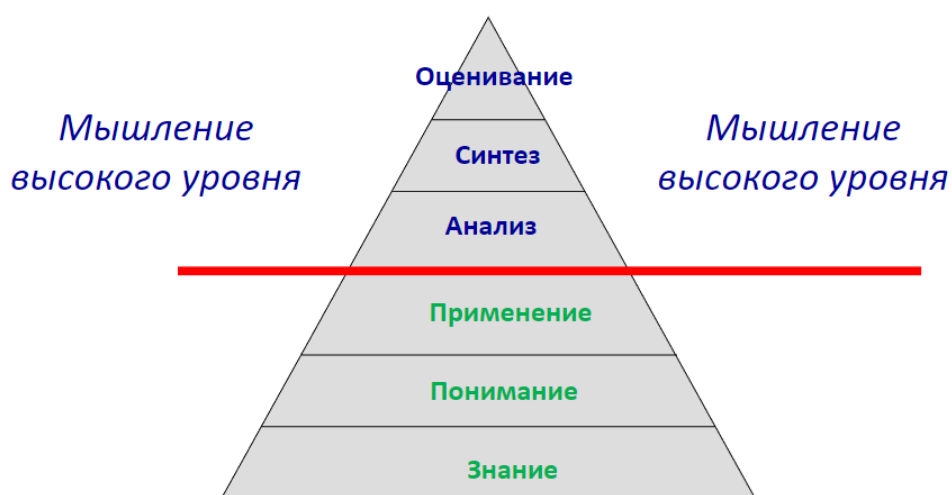 Оценивание
Мышление
высокого уровня
Мышление
высокого уровня
Синтез
Анализ
Применение
Понимание
Знание